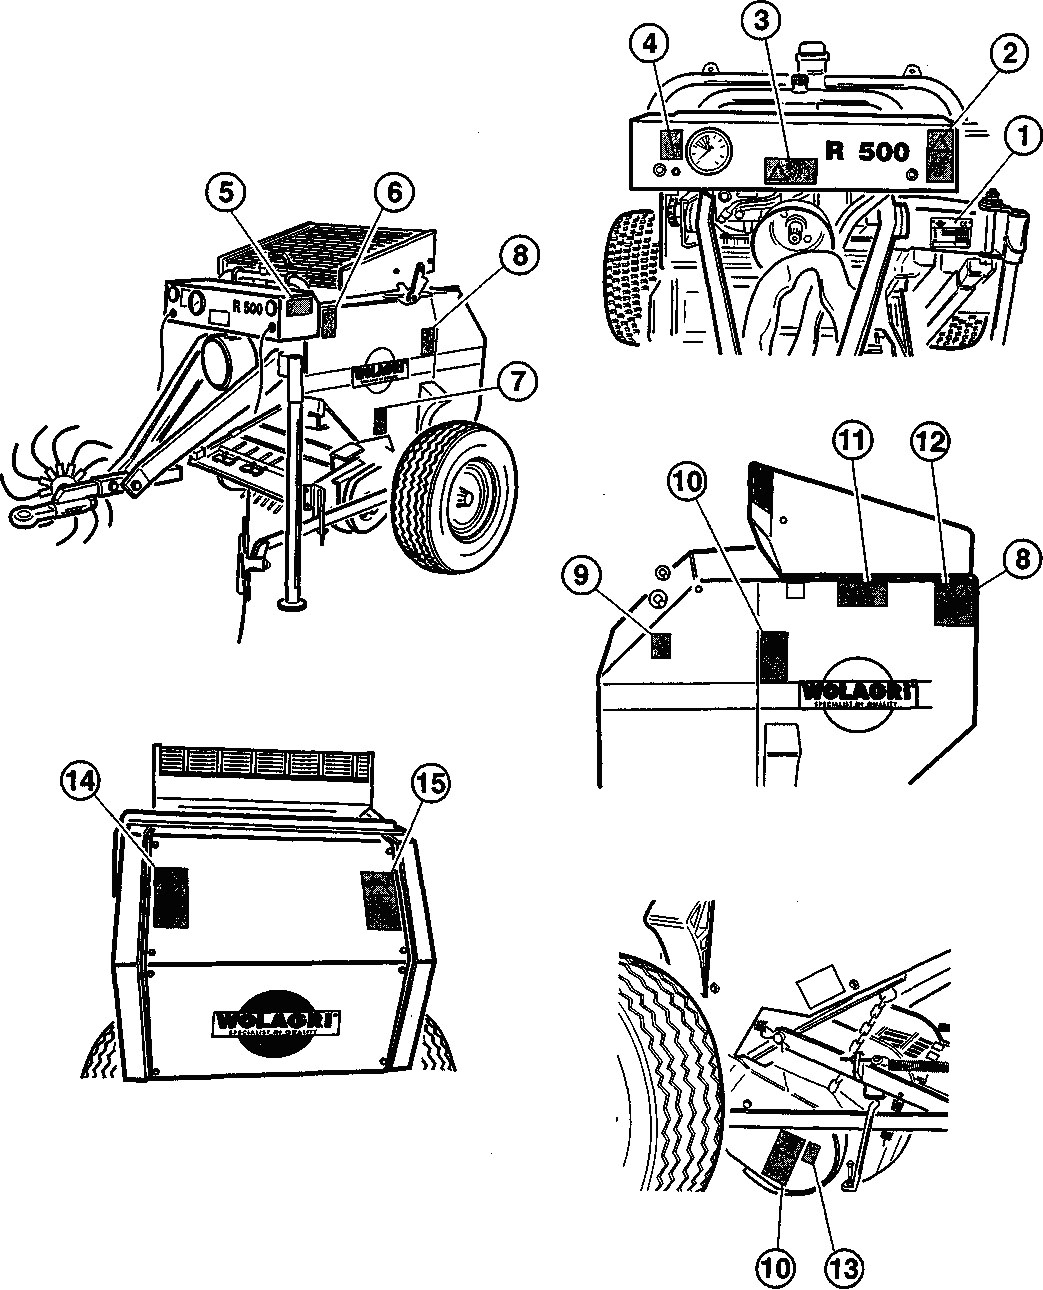 3
4
2
R 500
1
5
6
8
R 500
WOLAGRI
7
11
12
10
8
9
WOLAGRI
SPECIALIST IN QUALITY
14
15
WOLAGRI
SPECIALIST IN QUALITY
10
13